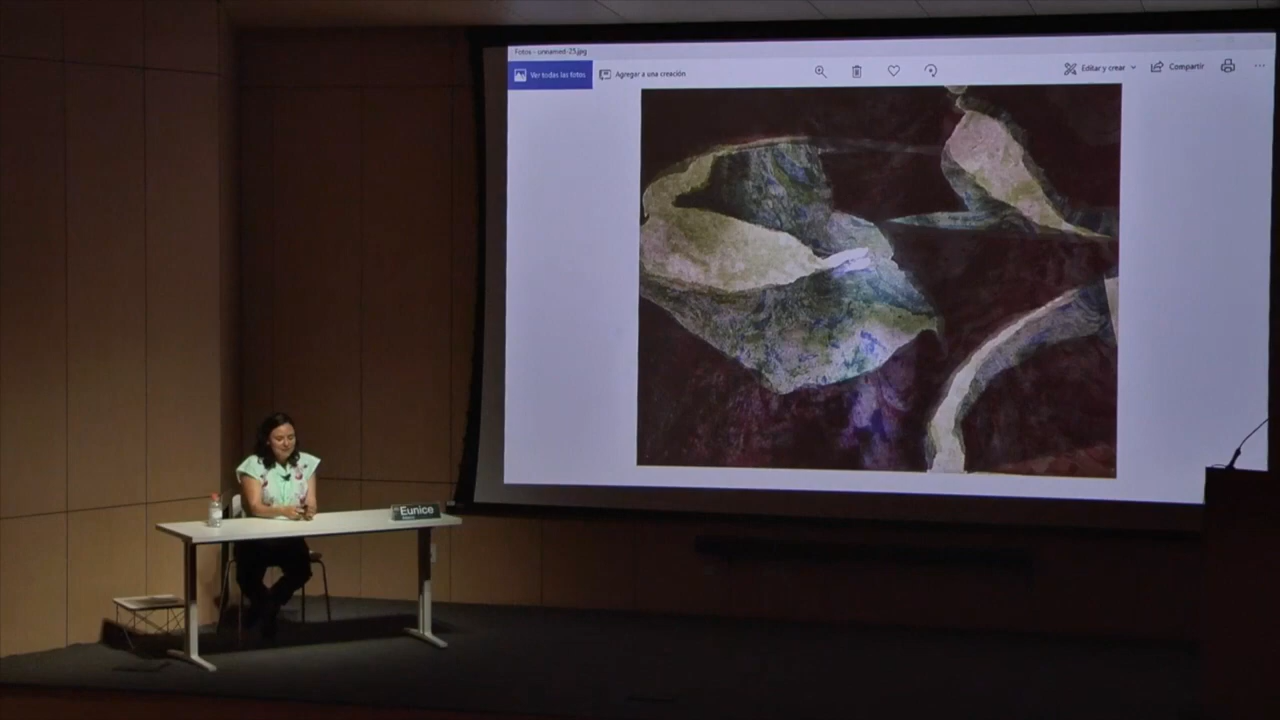 Fotos - unnamed-25.jpg
Ver todas las fotos
Agregar a una creación
Editar y crear
Compartir
Eunice